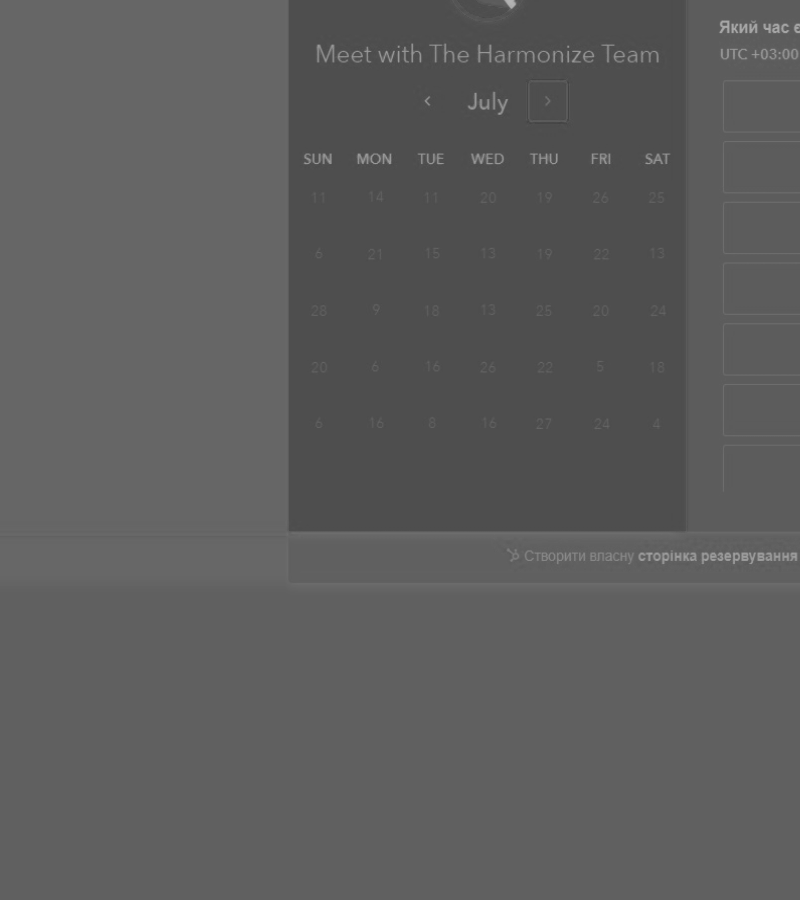 Meet with The Harmonize Team
July
SUN MON TUE WED THU FRI SAT
11 14 11 20 19 26 25
6 21 15 13 19 22 13
28 9 18 13 25 20 24
20 6 16 26 22 5 18
6 16 8 16 27 24 4
Який час є
UTC +03:00
Створити власну сторінка резервування